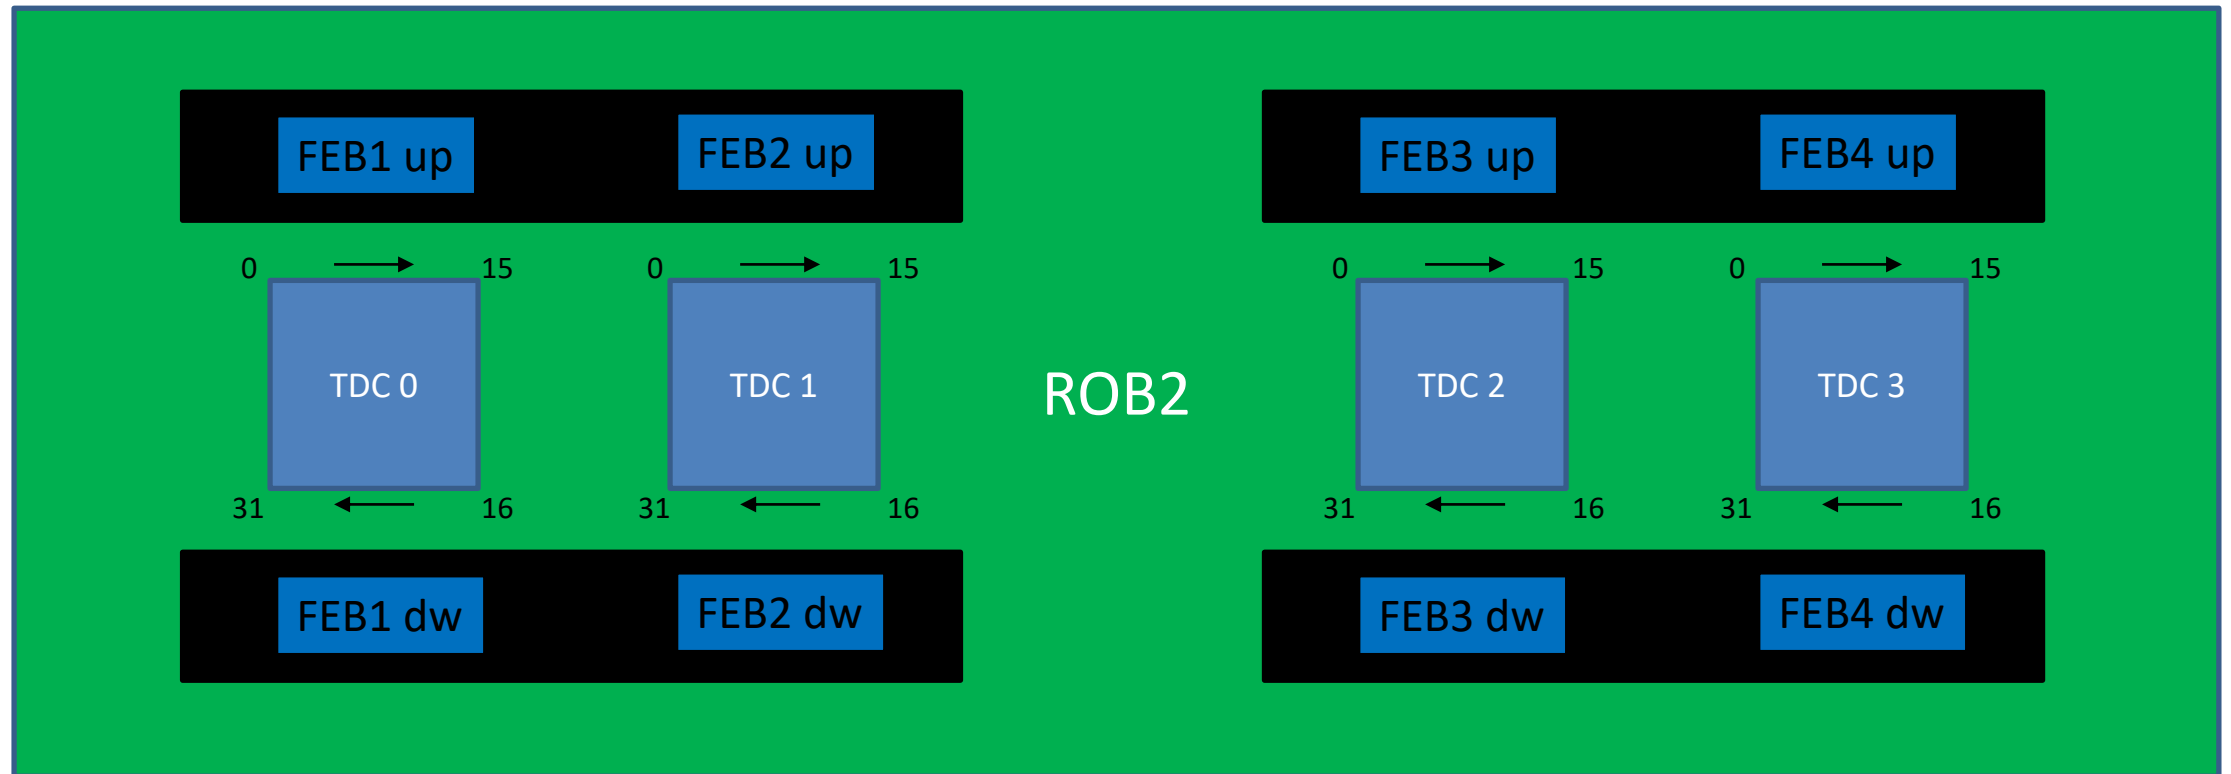 FEB1 up FEB2 up FEB3 up FEB4 up
0 15 0 15 0 15 0 15
TDC 0 TDC 1 ROB2 TDC 2 TDC 3
31 16 31 16 31 16 31 16
FEB1 dw FEB2 dw FEB3 dw FEB4 dw